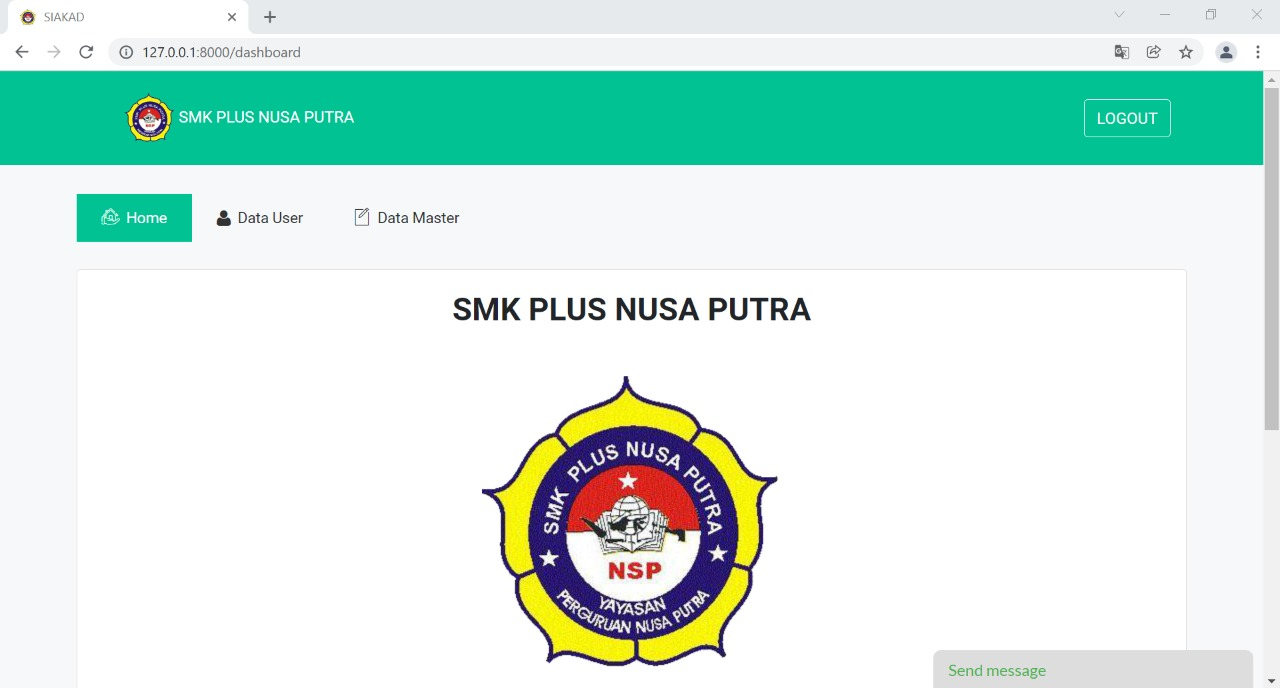 SIAKAD
127.0.0.1:8000/dashboard
SMK PLUS NUSA PUTRA
LOGOUT
Home
Data User
Data Master
SMK PLUS NUSA PUTRA
SMK PLUS NUSA PUTRA
NSP
YAYASAN
PERGURUAN NUSA PUTRA
Send message